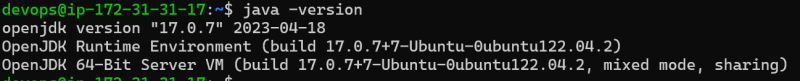 devops@ip-172-31-31-17:~$ java -version
openjdk version "17.0.7" 2023-04-18
OpenJDK Runtime Environment (build 17.0.7+7-Ubuntu-0ubuntu122.04.2)
OpenJDK 64-Bit Server VM (build 17.0.7+7-Ubuntu-0ubuntu122.04.2, mixed mode, sharing)